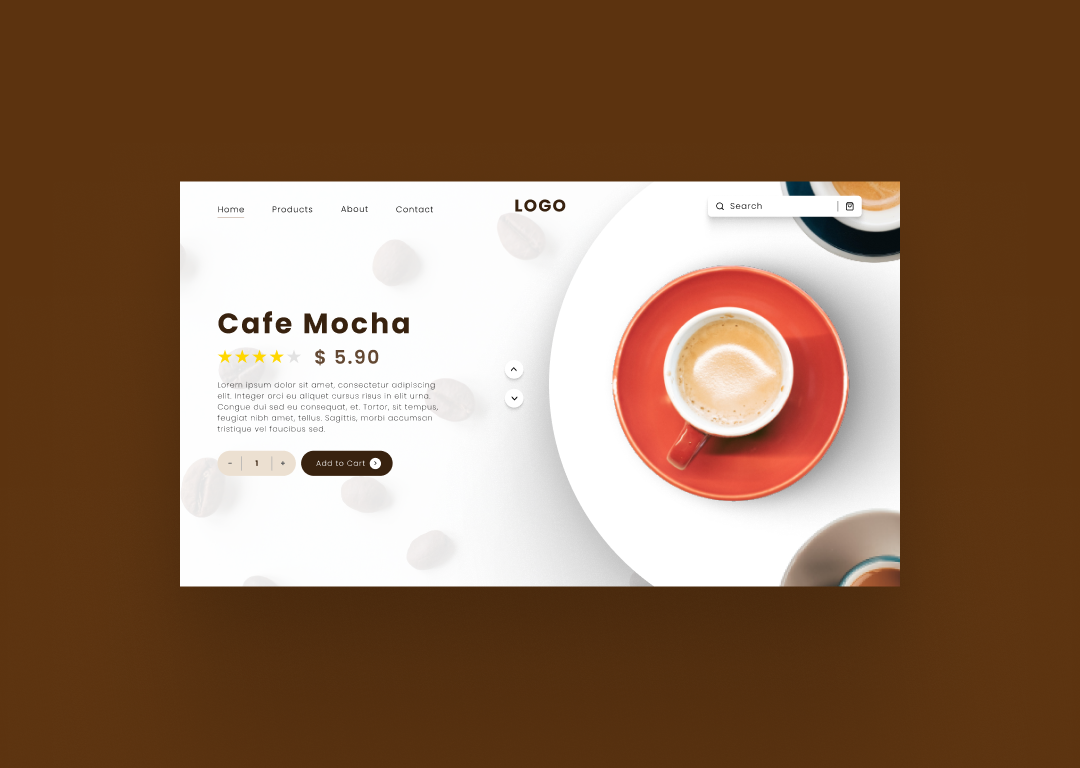 Home Products About Contact LOGO Search
Cafe Mocha
$ 5.90
Lorem ipsum dolor sit amet, consectetur adipiscing
elit. Integer orci eu aliquet cursus risus in elit urna.
Congue dui sed eu consequat, et. Tortor, sit tempus,
feugiat nibh amet, tellus. Sagittis, morbi accumsan
tristique vel faucibus sed.
- 1 + Add to Cart